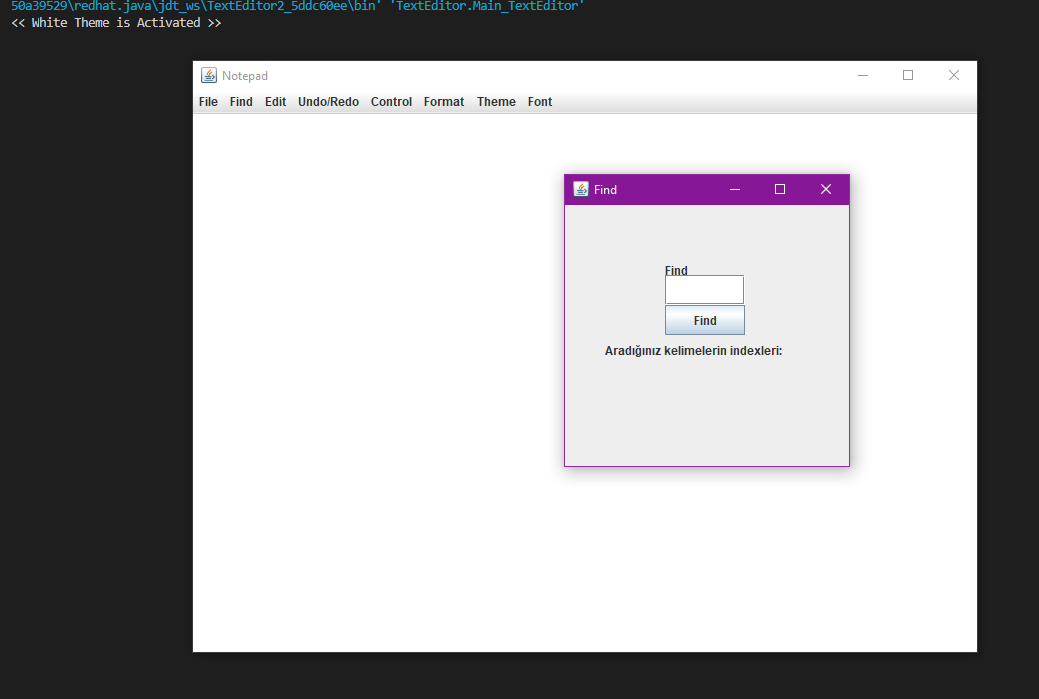 50a39529\redhat.java\jdt_ws\TextEditor2_5ddc60ee\bin' 'TextEditor.Main_TextEditor'
<< White Theme is Activated >>
Notepad
File Find Edit Undo/Redo Control Format Theme Font
Find
Find
Find
Aradığınız kelimelerin indexleri: